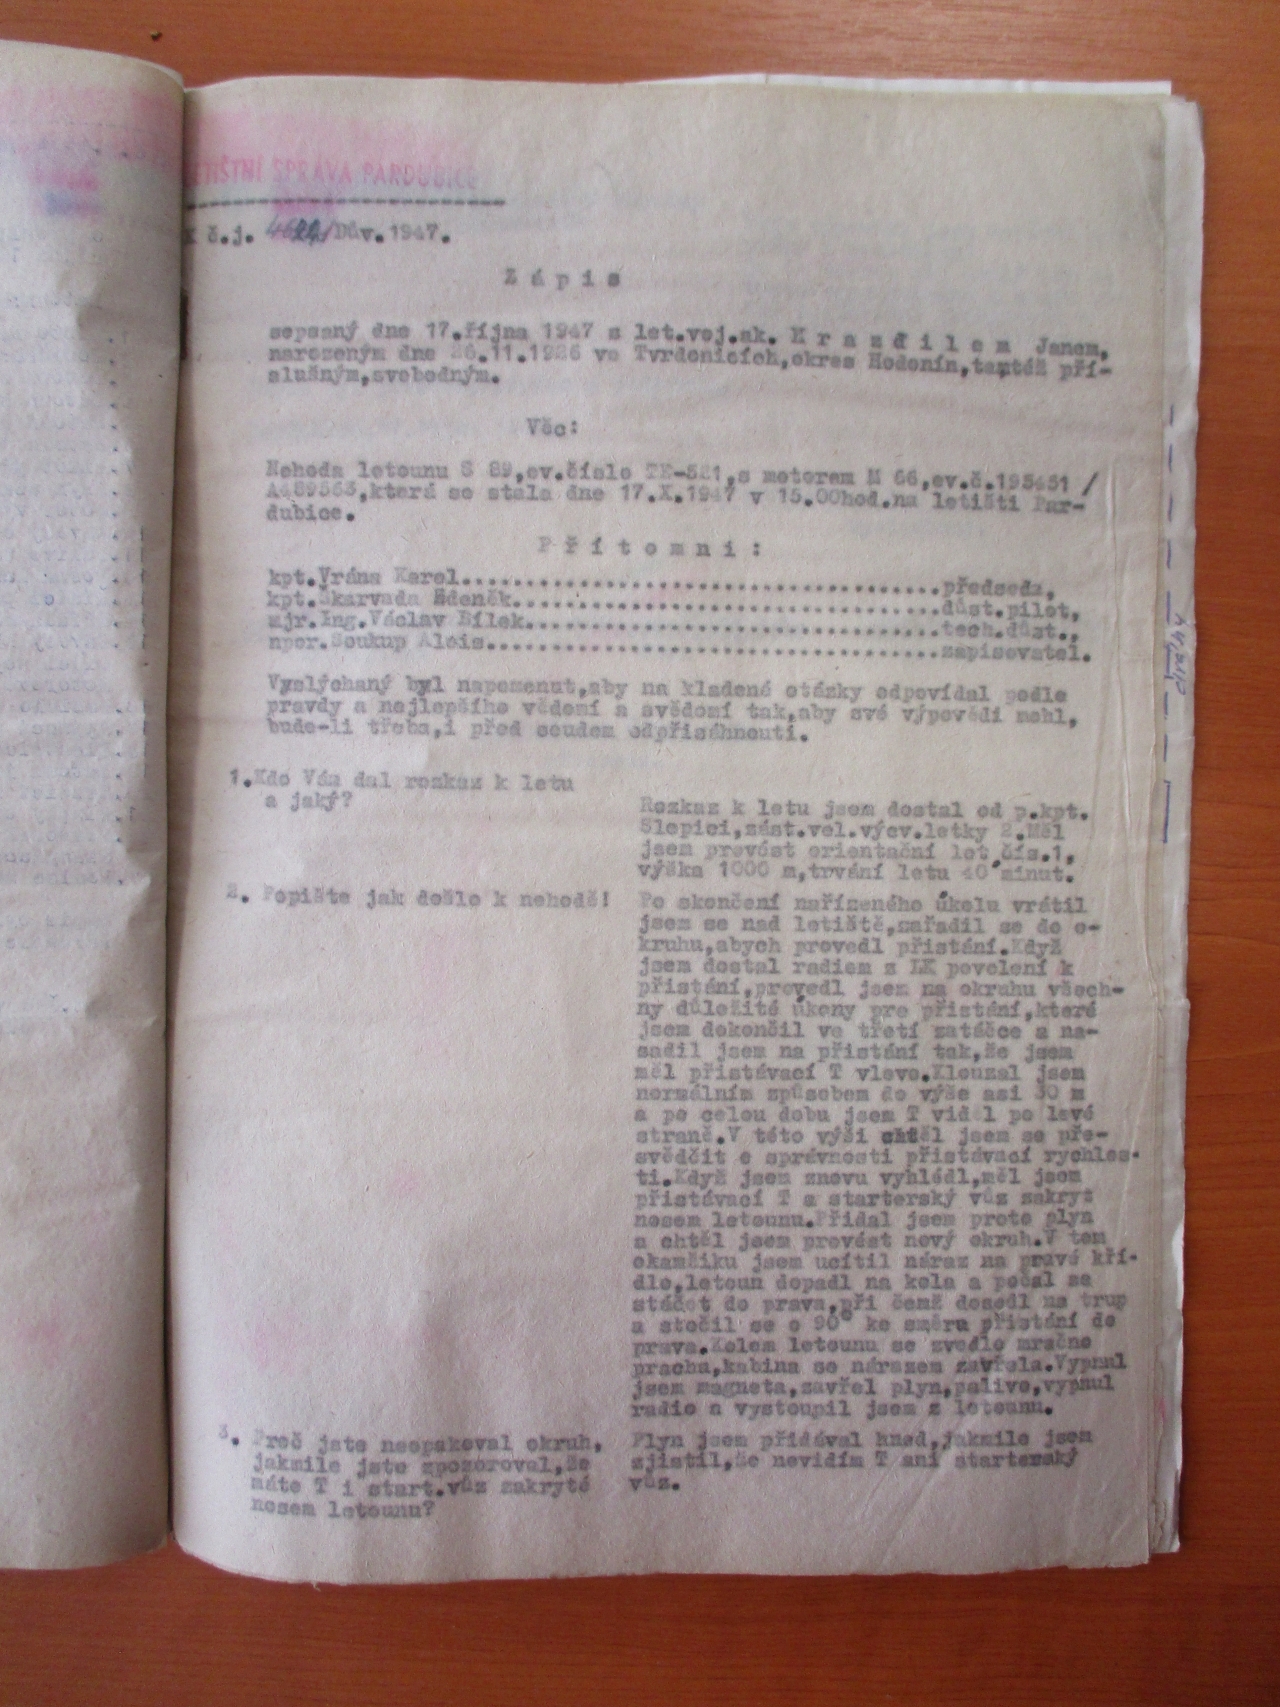 LETIŠTNÍ SPRÁVA PARDUBICE
K č.j. Dův.1947.
Zápis
sepsaný dne 17.října 1947 s let.voj.ak. Krazdilem Janem,
narozeným dne 26.11.1926 ve Tvrdonicích,okres Hodonín,tamtéž pří-
slušným,svobodným.
Věc:
Nehoda letounu S 89,ev.číslo TE-521,s motorem M 66,ev.č.193451 /
A489563,která se stala dne 17.X.1947 v 15.00hod.na letišti Par-
dubice.
Přítomni:
kpt.Vrána Karel......................................předseda,
kpt.Škarvada Zdeněk..................................důst.pilot,
mjr.Ing.Václav Bílek.................................tech.důst.,
npor.Soukup Alois....................................zapisovatel.
Vyslýchaný byl napomenut,aby na kladené otázky odpovídal podle
pravdy a nejlepšího vědomí a svědomí tak,aby své výpovědi mohl,
bude-li třeba,i před soudem odpřisáhnouti.
1.Kdo Vám dal rozkaz k letu
a jaký?
Rozkaz k letu jsem dostal od p.kpt.
Slepici,zást.vel.výcv.letky 2.Měl
jsem provést orientační let čís.1,
výška 1000 m,trvání letu 40 minut.
2. Popište jak došlo k nehodě!
Po skončení nařízeného úkolu vrátil
jsem se nad letiště,zařadil se do o-
kruhu,abych provedl přistání.Když
jsem dostal radiem z LK povolení k
přistání,provedl jsem na okruhu všech-
ny důležité úkony pro přistání,které
jsem dokončil ve třetí zatáčce a na-
sadil jsem na přistání tak,že jsem
měl přistávací T vlevo.Klouzal jsem
normálním způsobem do výše asi 30 m
a po celou dobu jsem T viděl po levé
straně.V této výši chtěl jsem se pře-
svědčit o správnosti přistávací rychlos-
ti.Když jsem znovu vyhlédl,měl jsem
přistávací T a starterský vůz zakryt
nosem letounu.Přidal jsem proto plyn
a chtěl jsem provést nový okruh.V tom
okamžiku jsem ucítil náraz na pravé kří-
dlo,letoun dopadl na kola a počal se
stáčet do prava,při čemž dosedl na trup
a stočil se o 90° ke směru přistání do
prava.Kolem letounu se zvedlo mračno
prachu,kabina se nárazem zavřela.Vypnul
jsem magneta,zavřel plyn,palivo,vypnul
radio a vystoupil jsem z letounu.
3. Proč jste neopakoval okruh,
jakmile jste zpozoroval,že
máte T i start.vůz zakryté
nosem letounu?
Plyn jsem přidával hned,jakmile jsem
zjistil,že nevidím T ani starterský
vůz.